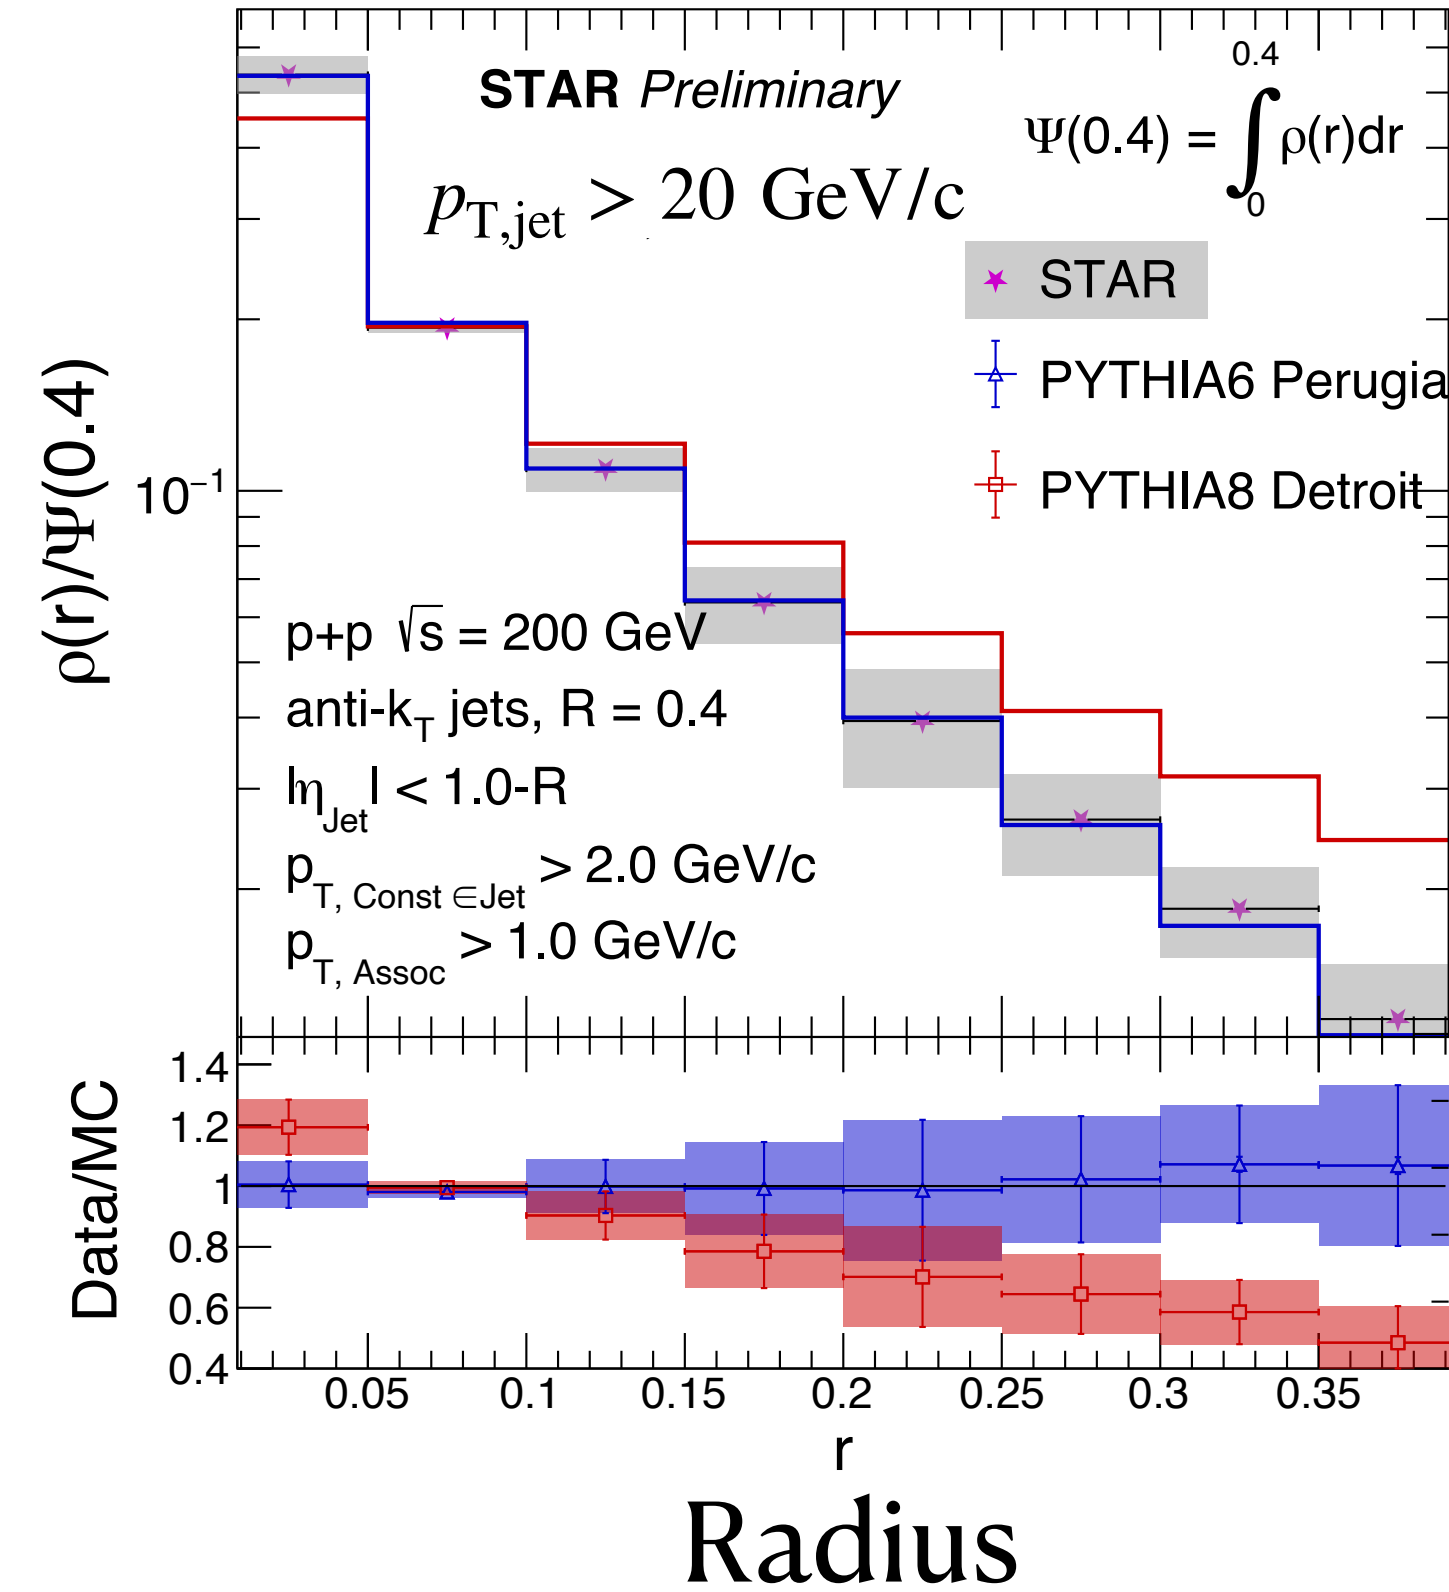 STAR Preliminary
0.4
Ψ(0.4) = ∫ ρ(r)dr
0
p_T,jet > 20 GeV/c
STAR
PYTHIA6 Perugia
PYTHIA8 Detroit
ρ(r)/Ψ(0.4)
10⁻¹
p+p √s = 200 GeV
anti-k_T jets, R = 0.4
|η_Jet| < 1.0-R
p_T, Const ∈Jet > 2.0 GeV/c
p_T, Assoc > 1.0 GeV/c
Data/MC
1.4
1.2
1
0.8
0.6
0.4
0.05 0.1 0.15 0.2 0.25 0.3 0.35
r
Radius